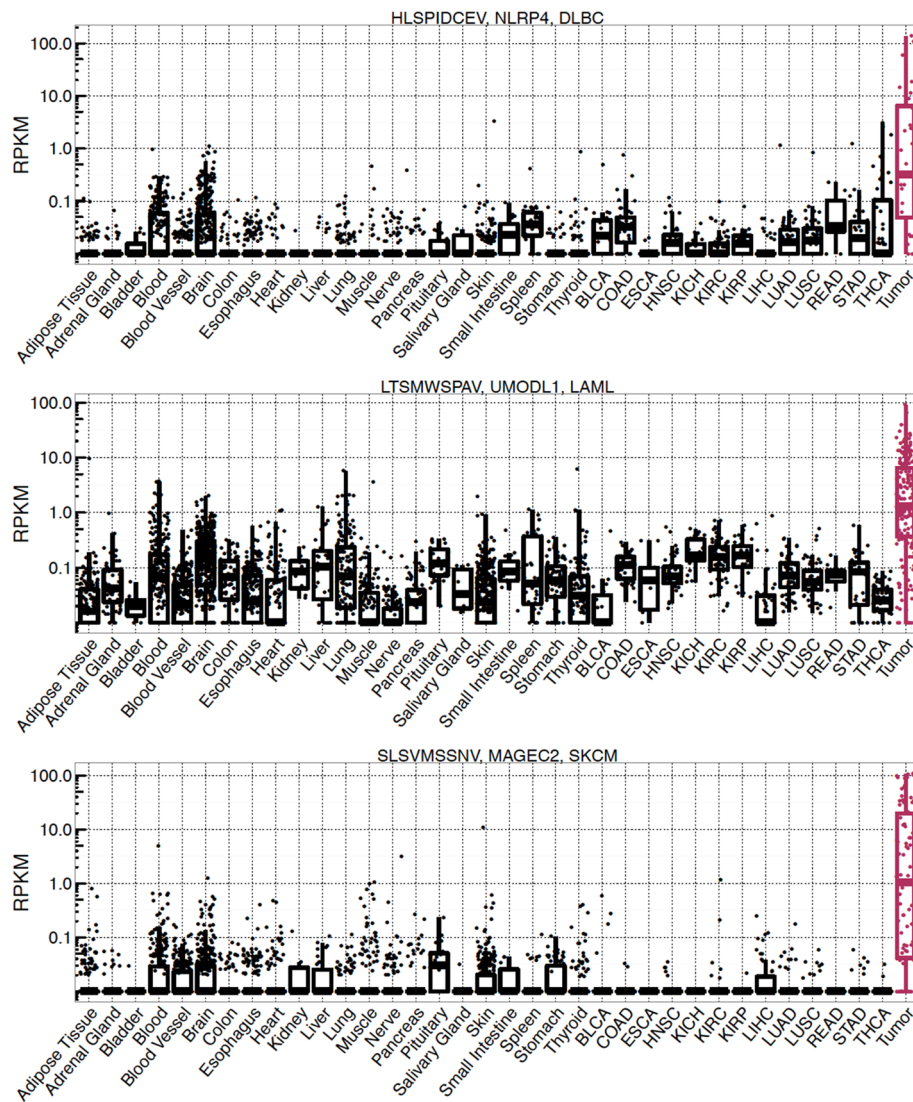 HLSPIDCEV, NLRP4, DLBC
RPKM
100.0
10.0
1.0
0.1
Adipose Tissue
Adrenal Gland
Bladder
Blood
Blood Vessel
Brain
Colon
Esophagus
Heart
Kidney
Liver
Lung
Muscle
Nerve
Pancreas
Pituitary
Salivary Gland
Skin
Small Intestine
Spleen
Stomach
Thyroid
BLCA
COAD
ESCA
HNSC
KICH
KIRC
KIRP
LIHC
LUAD
LUSC
READ
STAD
THCA
Tumor
LTSMWSPAV, UMODL1, LAML
RPKM
100.0
10.0
1.0
0.1
Adipose Tissue
Adrenal Gland
Bladder
Blood
Blood Vessel
Brain
Colon
Esophagus
Heart
Kidney
Liver
Lung
Muscle
Nerve
Pancreas
Pituitary
Salivary Gland
Skin
Small Intestine
Spleen
Stomach
Thyroid
BLCA
COAD
ESCA
HNSC
KICH
KIRC
KIRP
LIHC
LUAD
LUSC
READ
STAD
THCA
Tumor
SLSVMSSNV, MAGEC2, SKCM
RPKM
100.0
10.0
1.0
0.1
Adipose Tissue
Adrenal Gland
Bladder
Blood
Blood Vessel
Brain
Colon
Esophagus
Heart
Kidney
Liver
Lung
Muscle
Nerve
Pancreas
Pituitary
Salivary Gland
Skin
Small Intestine
Spleen
Stomach
Thyroid
BLCA
COAD
ESCA
HNSC
KICH
KIRC
KIRP
LIHC
LUAD
LUSC
READ
STAD
THCA
Tumor